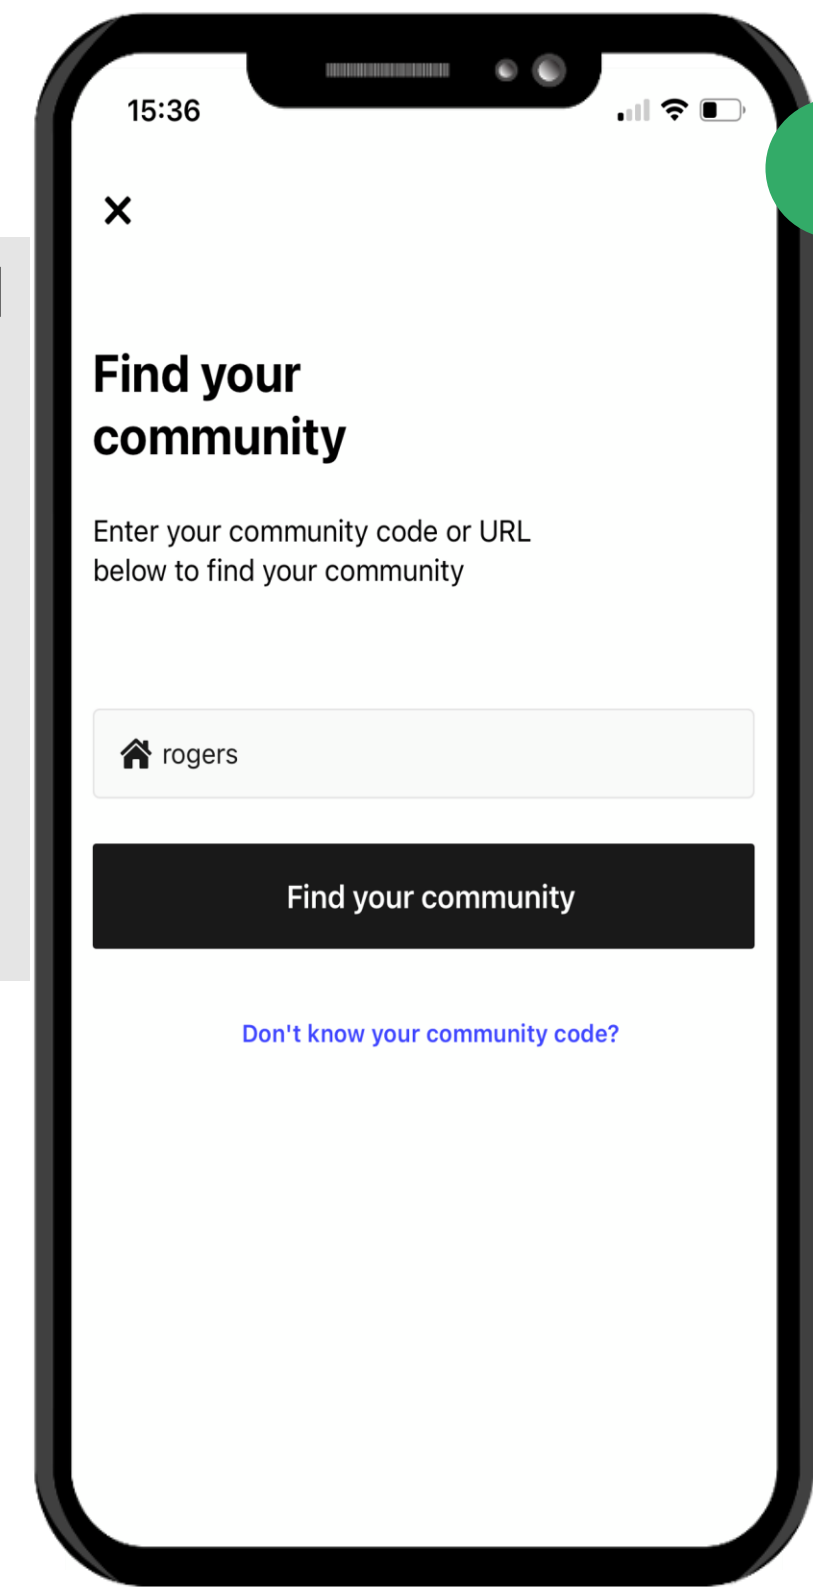 15:36
Find your
community
Enter your community code or URL
below to find your community
rogers
Find your community
Don't know your community code?